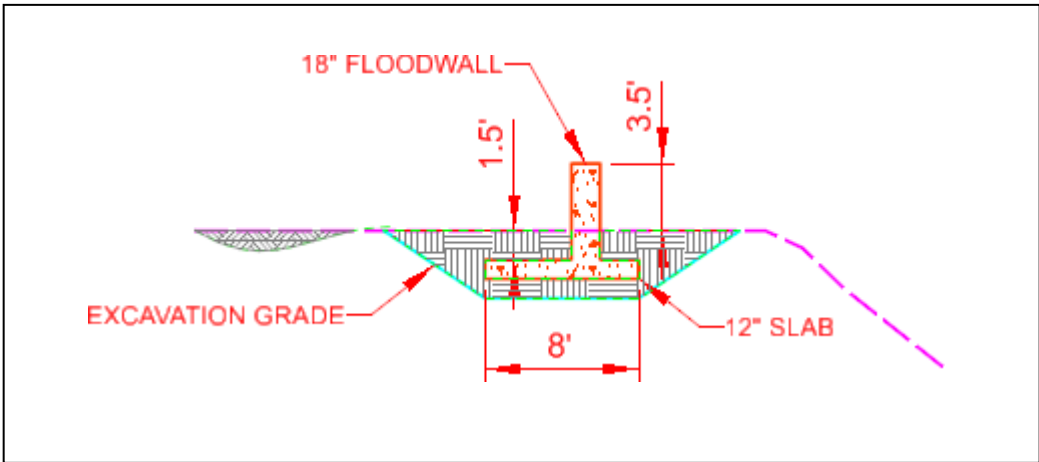 18" FLOODWALL
3.5'
1.5'
EXCAVATION GRADE
12" SLAB
8'